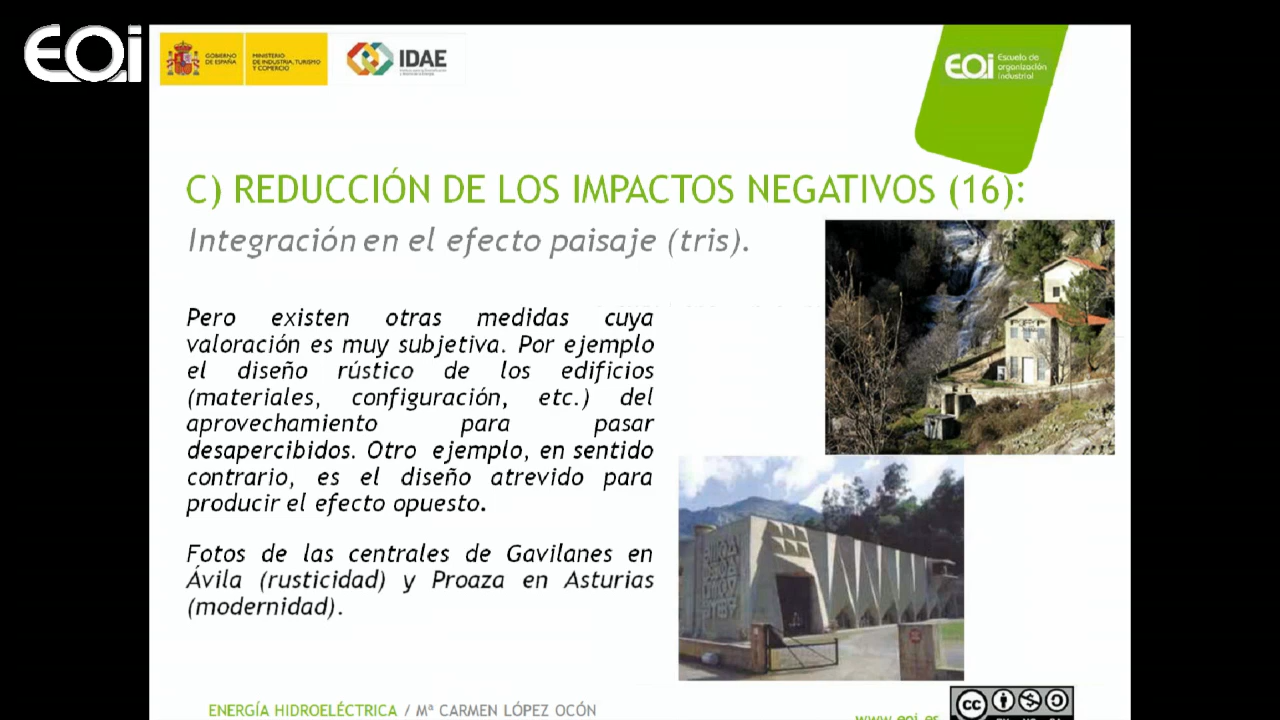 EOi
GOBIERNO
DE ESPAÑA
MINISTERIO
DE INDUSTRIA, TURISMO
Y COMERCIO
IDAE
EOi
Escuela de
organización
industrial
C) REDUCCIÓN DE LOS IMPACTOS NEGATIVOS (16):
Integración en el efecto paisaje (tris).
Pero existen otras medidas cuya
valoración es muy subjetiva. Por ejemplo
el diseño rústico de los edificios
(materiales, configuración, etc.) del
aprovechamiento para pasar
desapercibidos. Otro ejemplo, en sentido
contrario, es el diseño atrevido para
producir el efecto opuesto.
Fotos de las centrales de Gavilanes en
Ávila (rusticidad) y Proaza en Asturias
(modernidad).
ENERGÍA HIDROELÉCTRICA / Mª CARMEN LÓPEZ OCÓN
www.eoi.es
cc